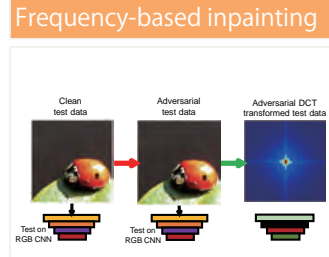 Frequency-based inpainting
Clean
test data
Adversarial
test data
Adversarial DCT
transformed test data
Test on
RGB CNN
Test on
RGB CNN